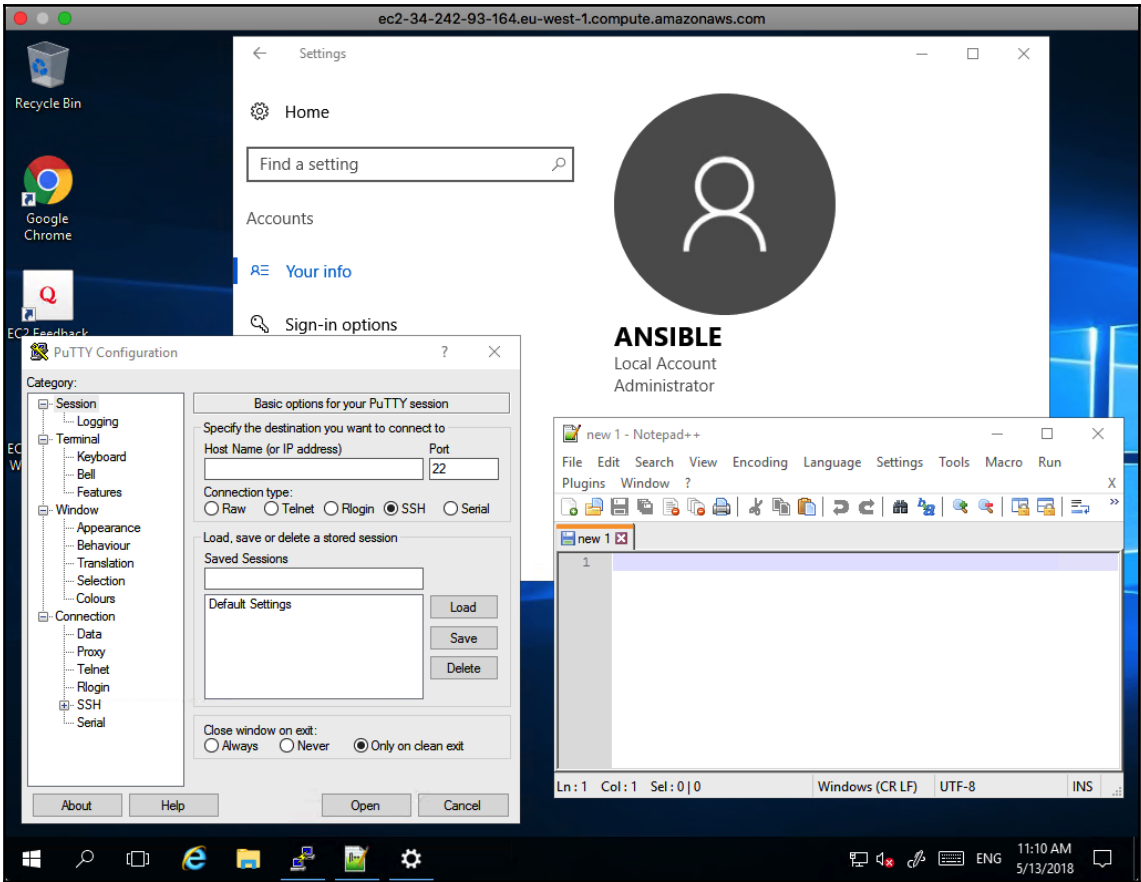 ec2-34-242-93-164.eu-west-1.compute.amazonaws.com
Recycle Bin
Google
Chrome
Q
EC2 Feedback
EC
W
Settings
Home
Find a setting
Accounts
Your info
Sign-in options
ANSIBLE
Local Account
Administrator
PuTTY Configuration
?
Category:
Session
Logging
Terminal
Keyboard
Bell
Features
Window
Appearance
Behaviour
Translation
Selection
Colours
Connection
Data
Proxy
Telnet
Rlogin
SSH
Serial
Basic options for your PuTTY session
Specify the destination you want to connect to
Host Name (or IP address) Port
22
Connection type:
Raw Telnet Rlogin SSH Serial
Load, save or delete a stored session
Saved Sessions
Default Settings
Load
Save
Delete
Close window on exit:
Always Never Only on clean exit
About Help Open Cancel
new 1 - Notepad++
File Edit Search View Encoding Language Settings Tools Macro Run
Plugins Window ? X
new 1
1
Ln : 1 Col : 1 Sel : 0 | 0 Windows (CR LF) UTF-8 INS
ENG
11:10 AM
5/13/2018